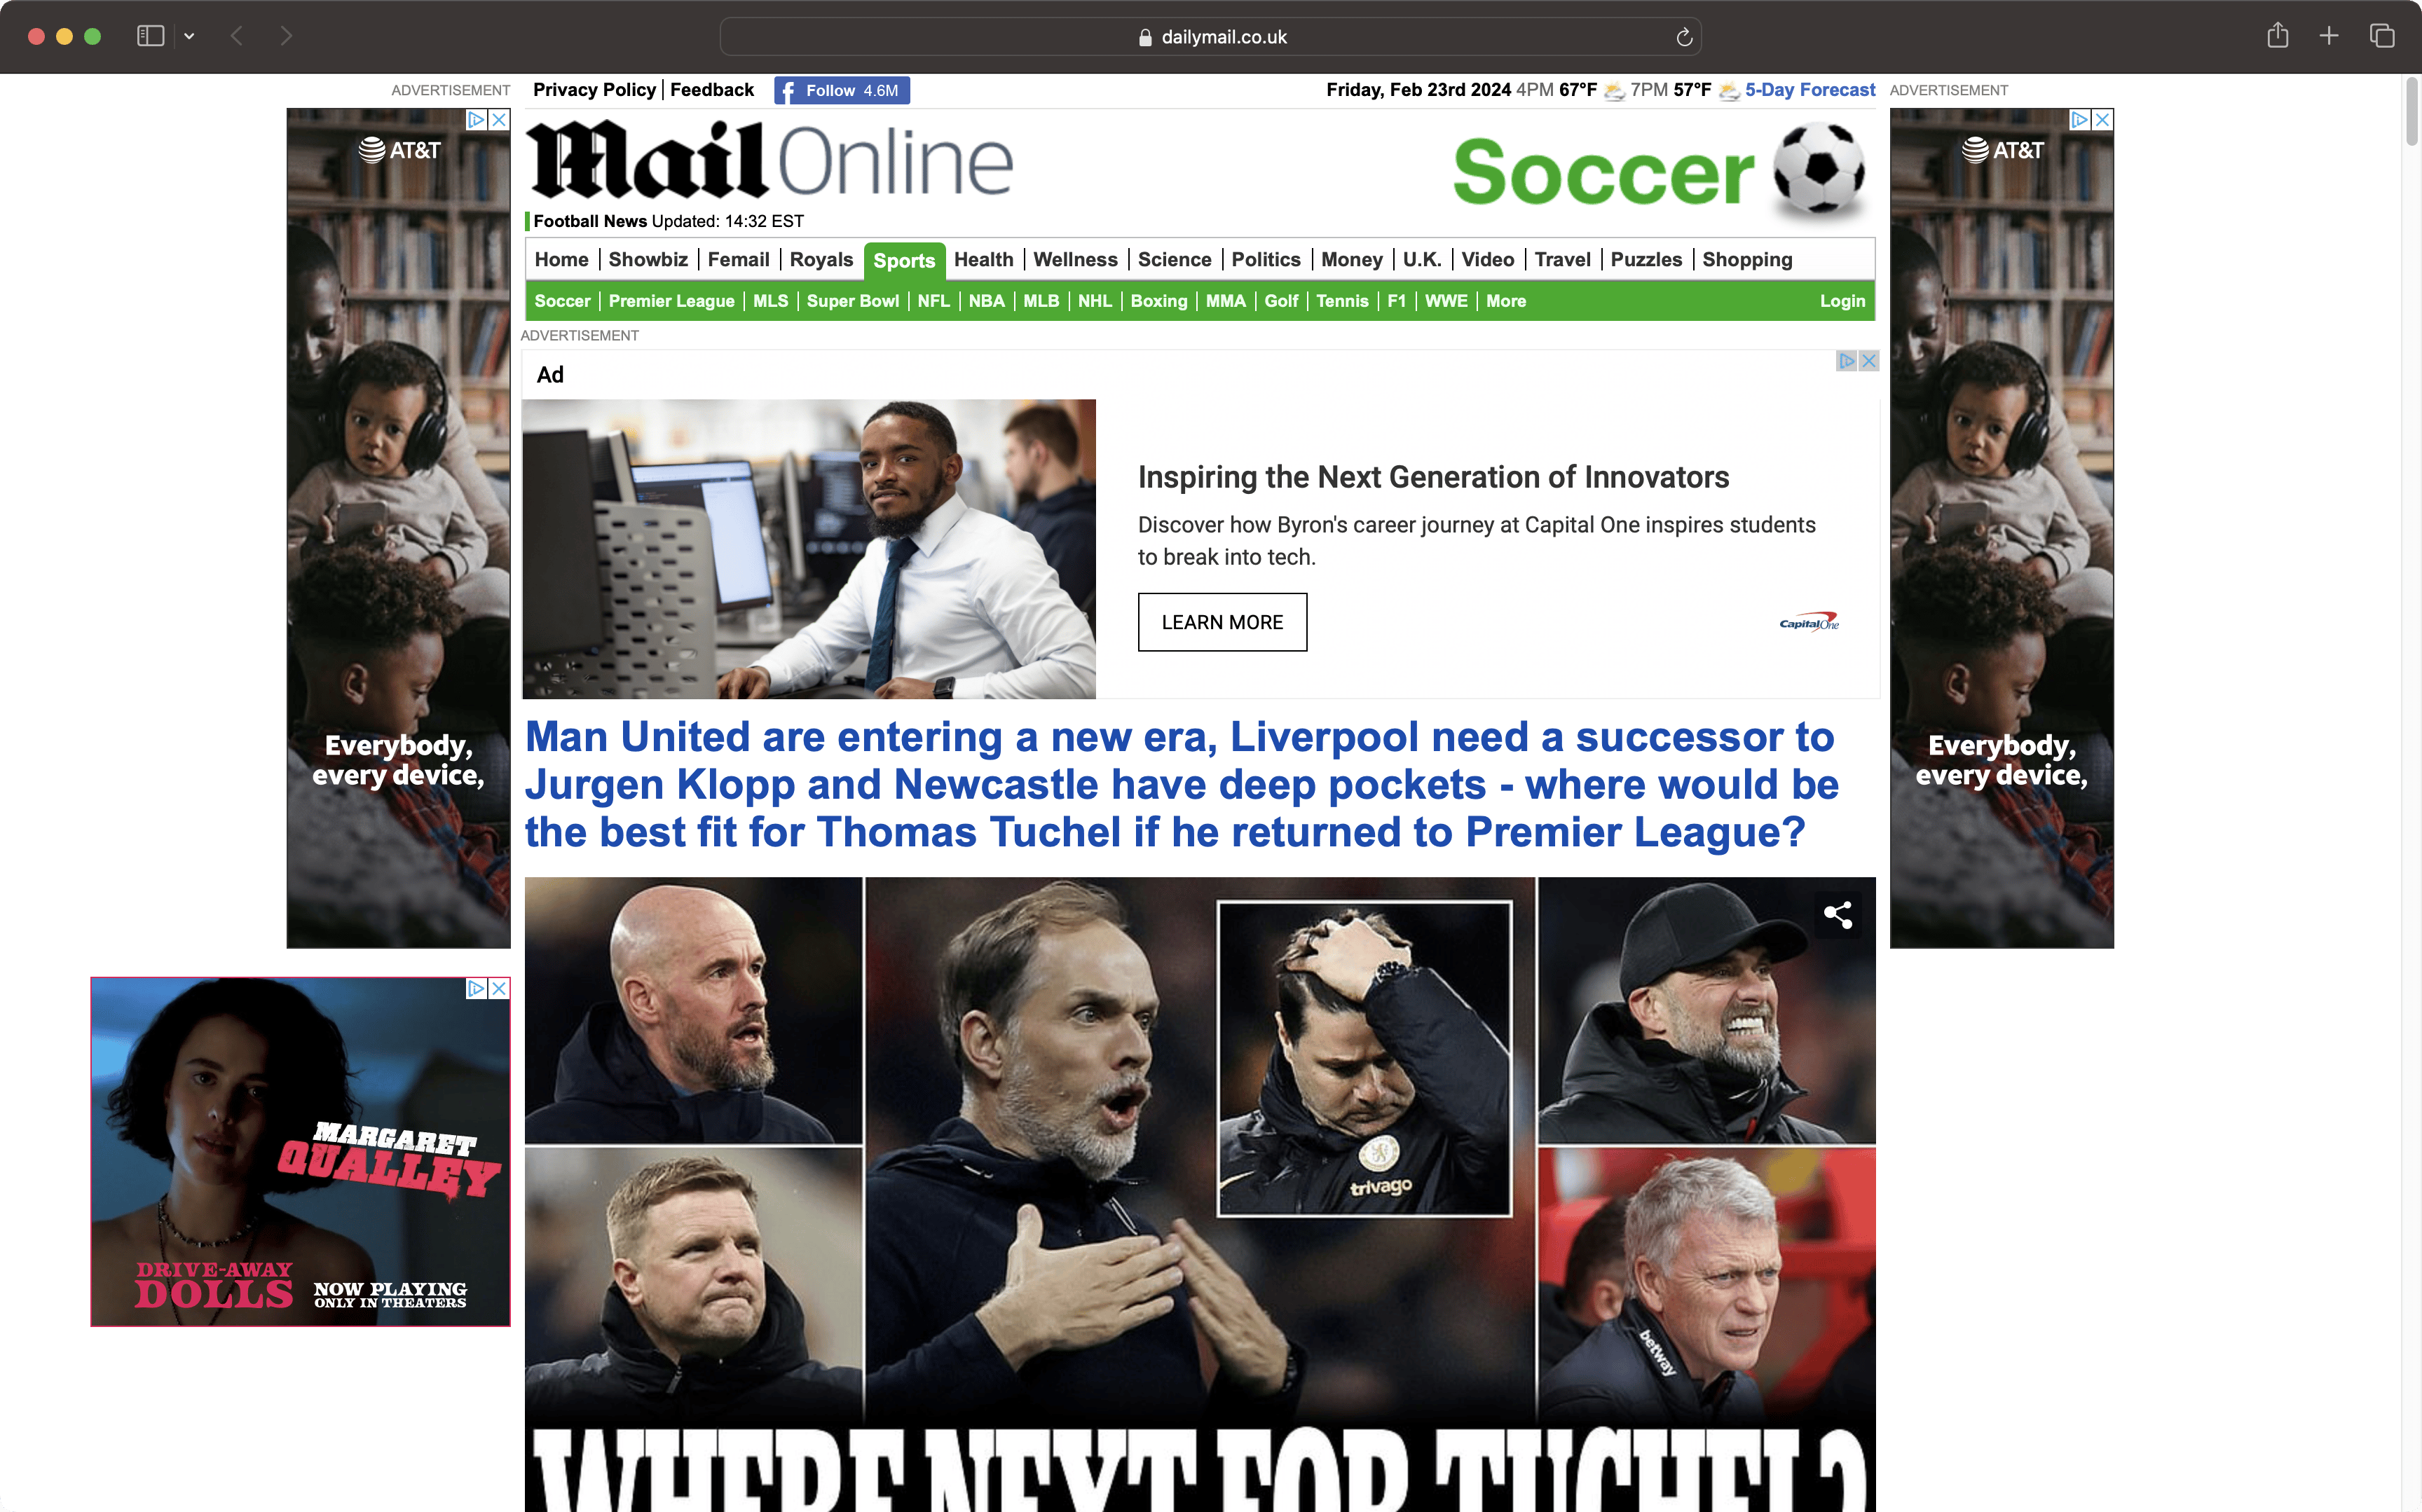 dailymail.co.uk
ADVERTISEMENT
Privacy Policy | Feedback
Follow 4.6M
Friday, Feb 23rd 2024 4PM 67°F 7PM 57°F 5-Day Forecast
ADVERTISEMENT
AT&T
Mail Online
Soccer
AT&T
Football News Updated: 14:32 EST
Home | Showbiz | Femail | Royals | Sports | Health | Wellness | Science | Politics | Money | U.K. | Video | Travel | Puzzles | Shopping
Soccer | Premier League | MLS | Super Bowl | NFL | NBA | MLB | NHL | Boxing | MMA | Golf | Tennis | F1 | WWE | More
Login
ADVERTISEMENT
Ad
Inspiring the Next Generation of Innovators
Discover how Byron's career journey at Capital One inspires students
to break into tech.
LEARN MORE
Capital One
Everybody,
every device,
Man United are entering a new era, Liverpool need a successor to
Jurgen Klopp and Newcastle have deep pockets - where would be
the best fit for Thomas Tuchel if he returned to Premier League?
Everybody,
every device,
MARGARET
QUALLEY
DRIVE-AWAY
DOLLS
NOW PLAYING
ONLY IN THEATERS
trivago
betway
WHERE NEXT FOR TUCHEL?